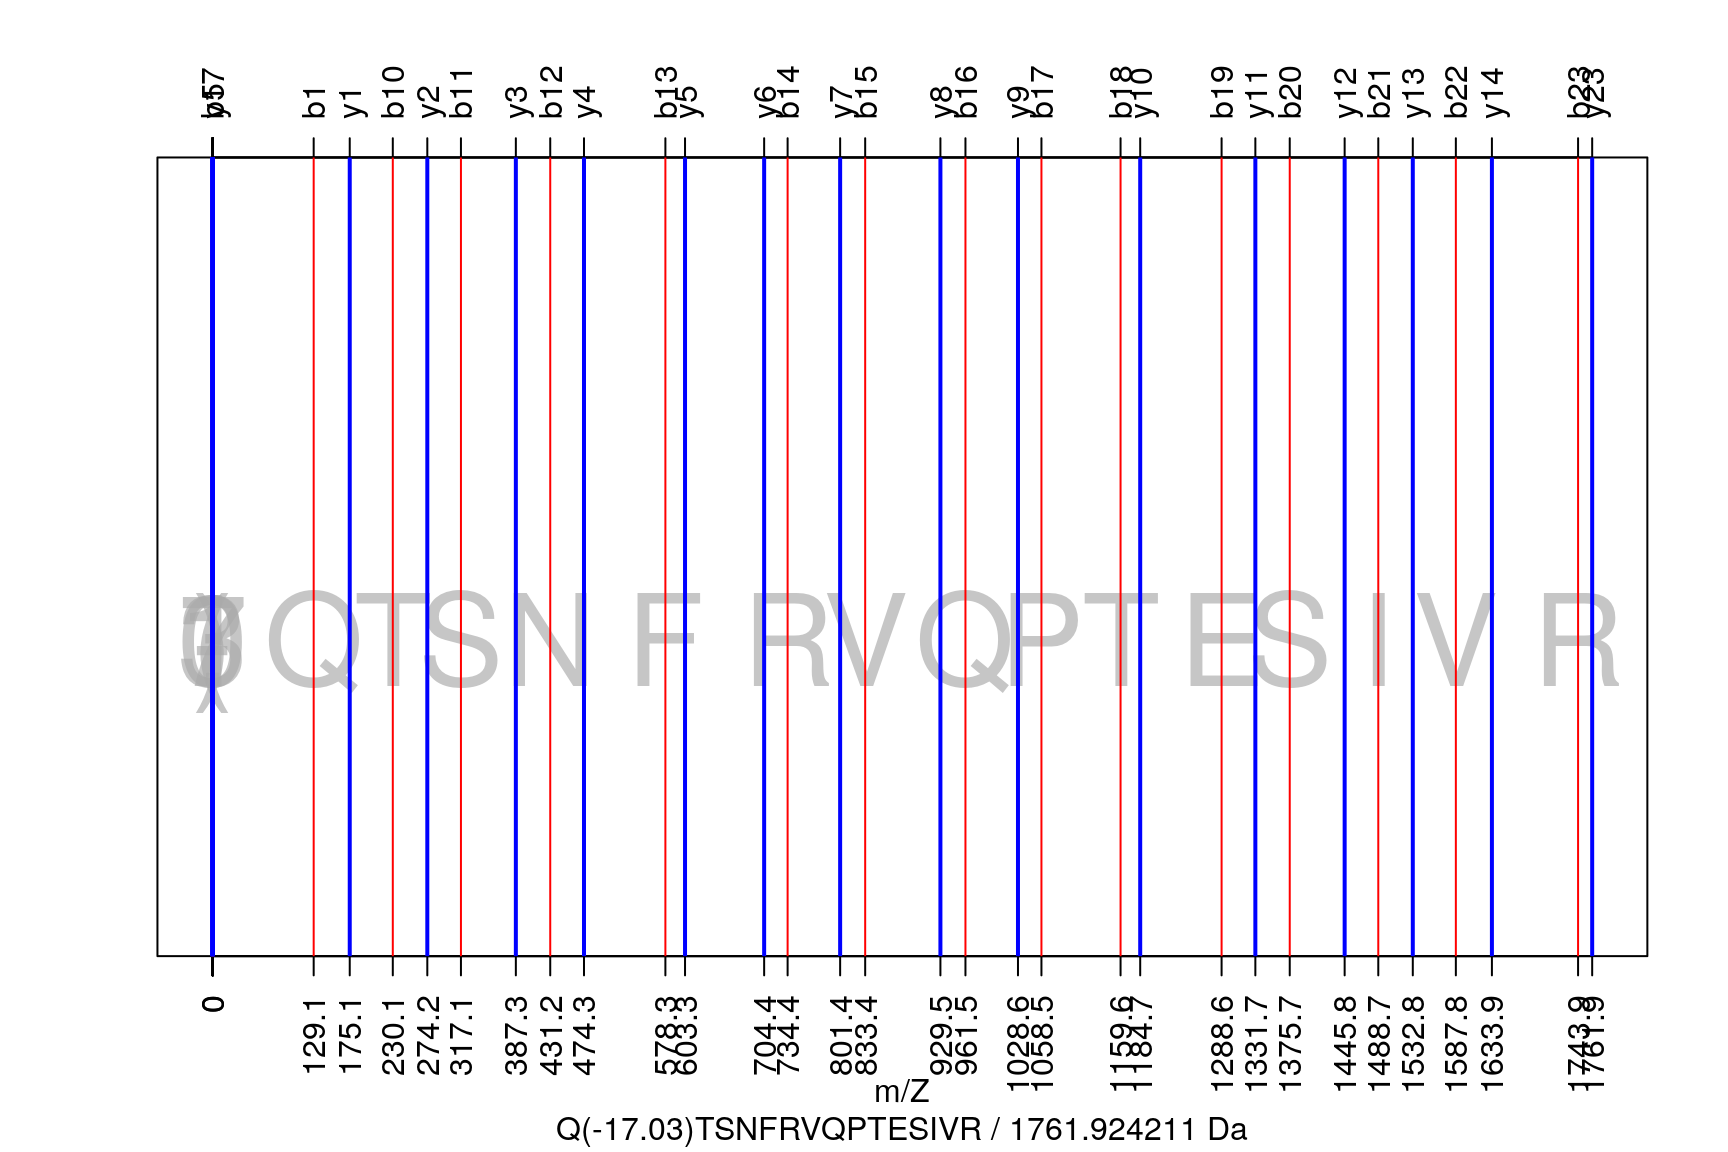 b1 y1 b10 y2 b11 y3 b12 y4 b13 y5 y6 b14 y7 b15 y8 b16 y9 b17 b18 y10 b19 y11 b20 y12 b21 y13 b22 y14 b23 y23
Q T S N F R V Q P T E S I V R
0 129.1 175.1 230.1 274.2 317.1 387.3 431.2 474.3 578.3 603.3 704.4 734.4 801.4 833.4 929.5 961.5 1028.6 1058.5 1159.6 1184.7 1288.6 1331.7 1375.7 1445.8 1488.7 1532.8 1587.8 1633.9 1743.9 1761.9
m/Z
Q(-17.03)TSNFRVQPTESIVR / 1761.924211 Da